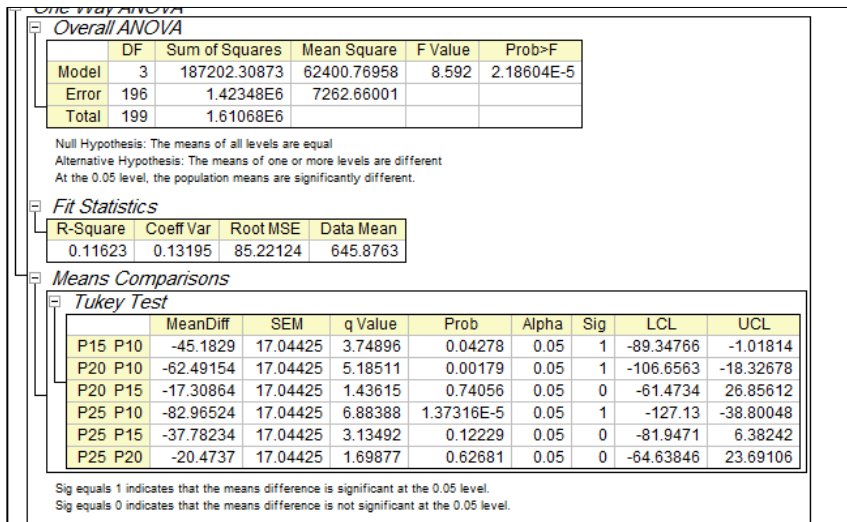 One Way ANOVA
Overall ANOVA
DF Sum of Squares Mean Square F Value Prob>F
Model 3 187202.30873 62400.76958 8.592 2.18604E-5
Error 196 1.42348E6 7262.66001
Total 199 1.61068E6
Null Hypothesis: The means of all levels are equal
Alternative Hypothesis: The means of one or more levels are different
At the 0.05 level, the population means are significantly different.
Fit Statistics
R-Square Coeff Var Root MSE Data Mean
0.11623 0.13195 85.22124 645.8763
Means Comparisons
Tukey Test
MeanDiff SEM q Value Prob Alpha Sig LCL UCL
P15 P10 -45.1829 17.04425 3.74896 0.04278 0.05 1 -89.34766 -1.01814
P20 P10 -62.49154 17.04425 5.18511 0.00179 0.05 1 -106.6563 -18.32678
P20 P15 -17.30864 17.04425 1.43615 0.74056 0.05 0 -61.4734 26.85612
P25 P10 -82.96524 17.04425 6.88388 1.37316E-5 0.05 1 -127.13 -38.80048
P25 P15 -37.78234 17.04425 3.13492 0.12229 0.05 0 -81.9471 6.38242
P25 P20 -20.4737 17.04425 1.69877 0.62681 0.05 0 -64.63846 23.69106
Sig equals 1 indicates that the means difference is significant at the 0.05 level.
Sig equals 0 indicates that the means difference is not significant at the 0.05 level.